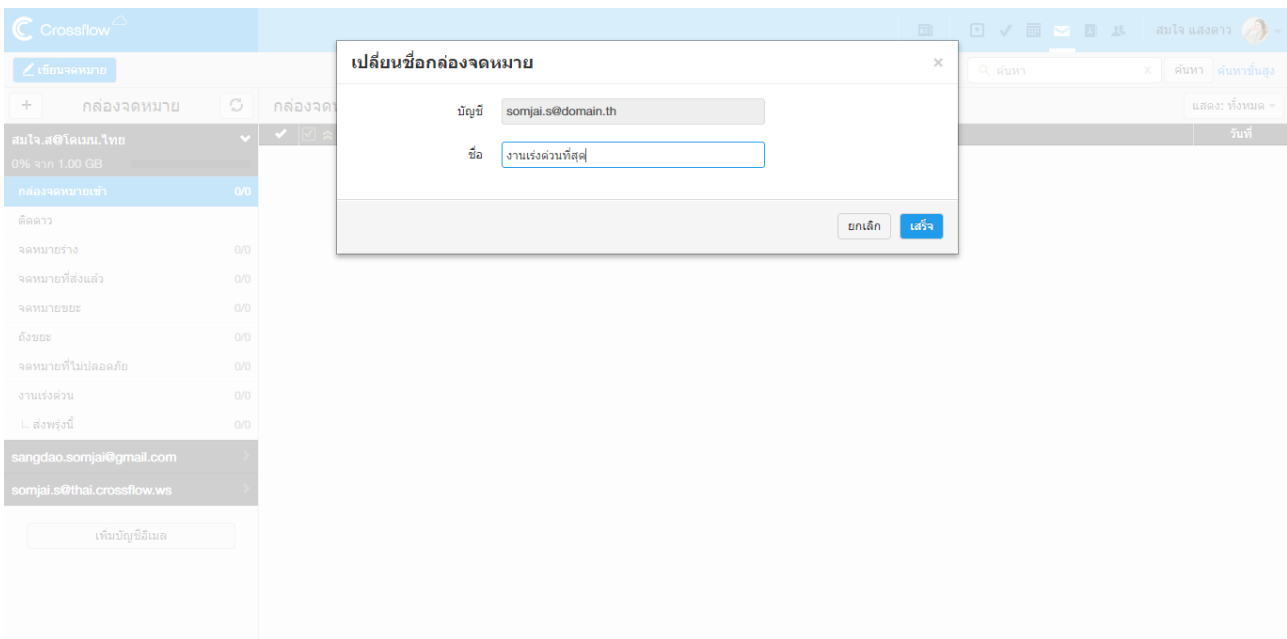 Crossflow
สมใจ แสงดาว
เขียนจดหมาย
ค้นหา
ค้นหา
ค้นหาขั้นสูง
กล่องจดหมาย
กล่องจดห
แสดง: ทั้งหมด
สมใจ.ส@โดเมน.ไทย
0% จาก 1.00 GB
วันที่
กล่องจดหมายเข้า 0/0
ติดดาว
จดหมายร่าง 0/0
จดหมายที่ส่งแล้ว 0/0
จดหมายขยะ 0/0
ถังขยะ 0/0
จดหมายที่ไม่ปลอดภัย 0/0
งานเร่งด่วน 0/0
ส่งพรุ่งนี้ 0/0
sangdao.somjai@gmail.com
somjai.s@thai.crossflow.ws
เพิ่มบัญชีอีเมล
เปลี่ยนชื่อกล่องจดหมาย
บัญชี somjai.s@domain.th
ชื่อ งานเร่งด่วนที่สุด
ยกเลิก เสร็จ